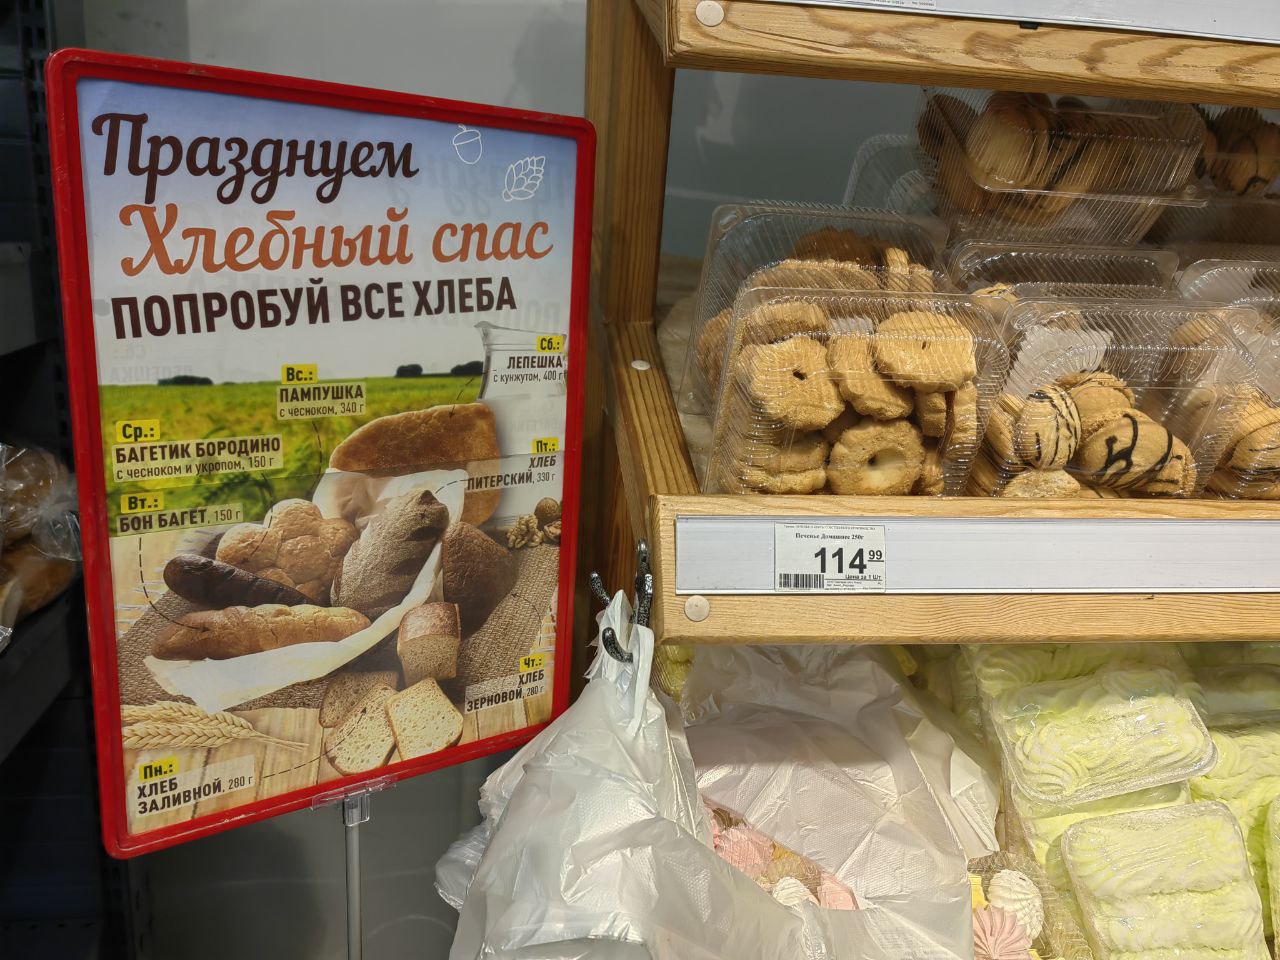 Празднуем
Хлебный спас
ПОПРОБУЙ ВСЕ ХЛЕБА
Сб.:
ЛЕПЕШКА
с кунжутом, 400 г
Вс.:
ПАМПУШКА
с чесноком, 340 г
Ср.:
БАГЕТИК БОРОДИНО
с чесноком и укропом, 150 г
Пт.:
ХЛЕБ
ПИТЕРСКИЙ, 330 г
Вт.:
БОН БАГЕТ, 150 г
Чт.:
ХЛЕБ
ЗЕРНОВОЙ, 280 г
Пн.:
ХЛЕБ
ЗАЛИВНОЙ, 280 г
Печенье Домашнее 250г
114 99
Цена за 1 Шт